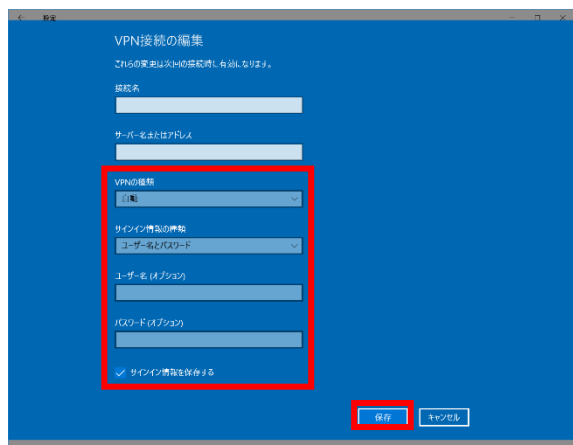 設定
VPN接続の編集
これらの変更は次回の接続時に有効になります。
接続名
サーバー名またはアドレス
VPNの種類
自動
サインイン情報の種類
ユーザー名とパスワード
ユーザー名 (オプション)
パスワード (オプション)
サインイン情報を保存する
保存 キャンセル